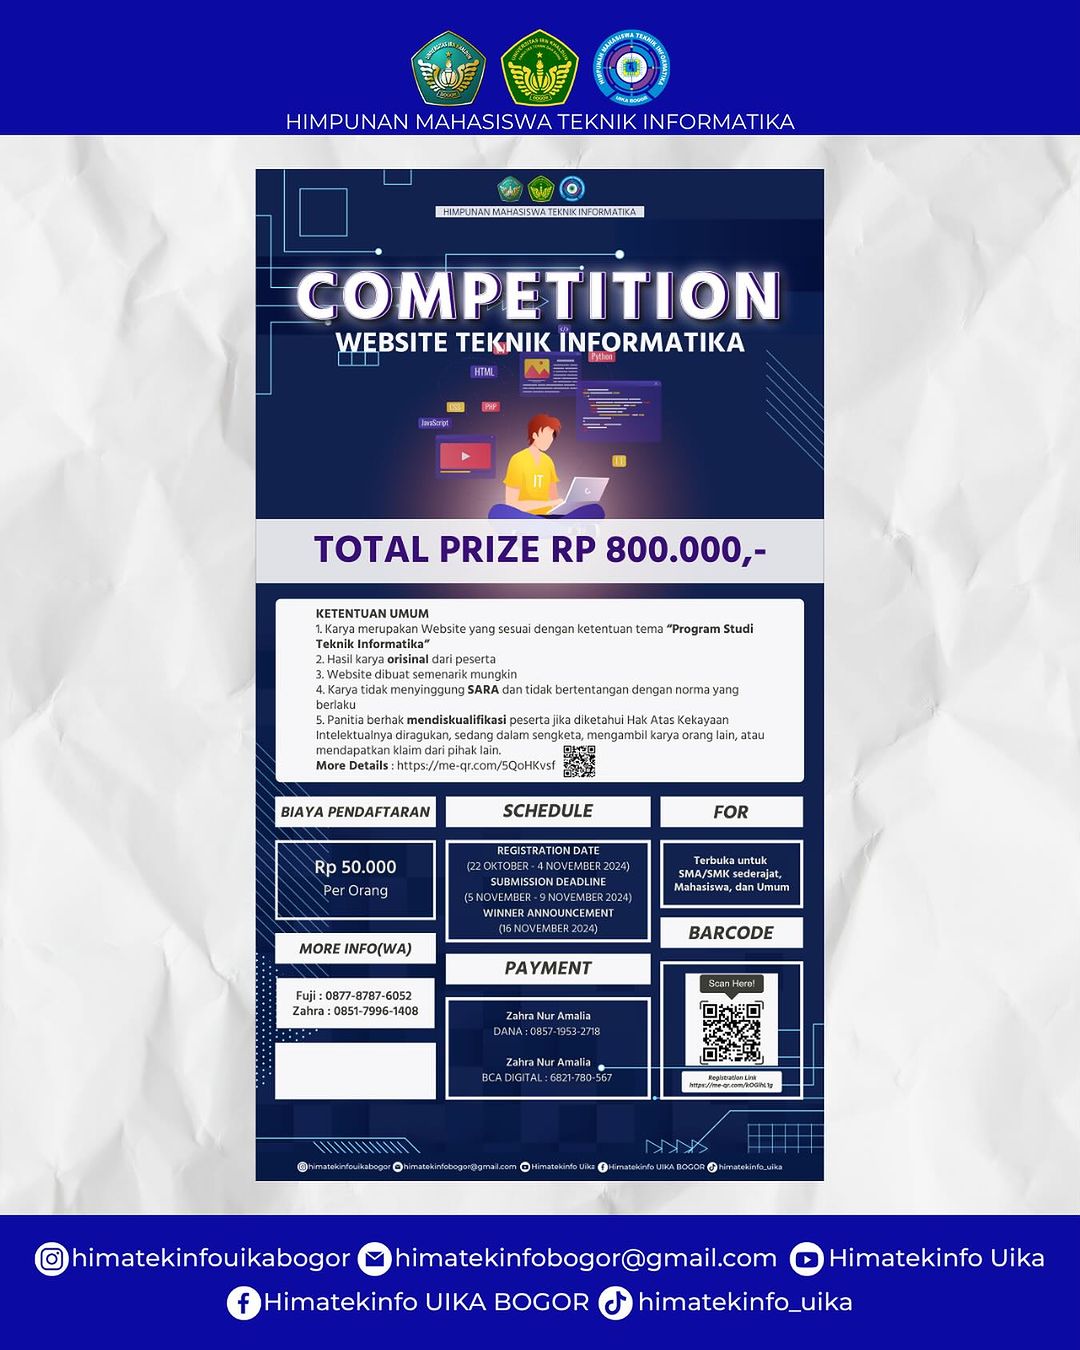 HIMPUNAN MAHASISWA TEKNIK INFORMATIKA
HIMPUNAN MAHASISWA TEKNIK INFORMATIKA
COMPETITION
WEBSITE TEKNIK INFORMATIKA
Python
HTML
CSS
PHP
JavaScript
IT
TOTAL PRIZE RP 800.000,-
KETENTUAN UMUM
1. Karya merupakan Website yang sesuai dengan ketentuan tema "Program Studi
Teknik Informatika"
2. Hasil karya orisinal dari peserta
3. Website dibuat semenarik mungkin
4. Karya tidak menyinggung SARA dan tidak bertentangan dengan norma yang
berlaku
5. Panitia berhak mendiskualifikasi peserta jika diketahui Hak Atas Kekayaan
Intelektualnya diragukan, sedang dalam sengketa, mengambil karya orang lain, atau
mendapatkan klaim dari pihak lain.
More Details : https://me-qr.com/5QoHKvsf
BIAYA PENDAFTARAN
Rp 50.000
Per Orang
MORE INFO(WA)
Fuji : 0877-8787-6052
Zahra : 0851-7996-1408
SCHEDULE
REGISTRATION DATE
(22 OKTOBER - 4 NOVEMBER 2024)
SUBMISSION DEADLINE
(5 NOVEMBER - 9 NOVEMBER 2024)
WINNER ANNOUNCEMENT
(16 NOVEMBER 2024)
PAYMENT
Zahra Nur Amalia
DANA : 0857-1953-2718
Zahra Nur Amalia
BCA DIGITAL : 6821-780-567
FOR
Terbuka untuk
SMA/SMK sederajat,
Mahasiswa, dan Umum
BARCODE
Scan Here!
Registration Link
himatekinfouikabogor himatekinfobogor@gmail.com Himatekinfo Uika Himatekinfo UIKA BOGOR himatekinfo_uika
himatekinfouikabogor himatekinfobogor@gmail.com Himatekinfo Uika
Himatekinfo UIKA BOGOR himatekinfo_uika